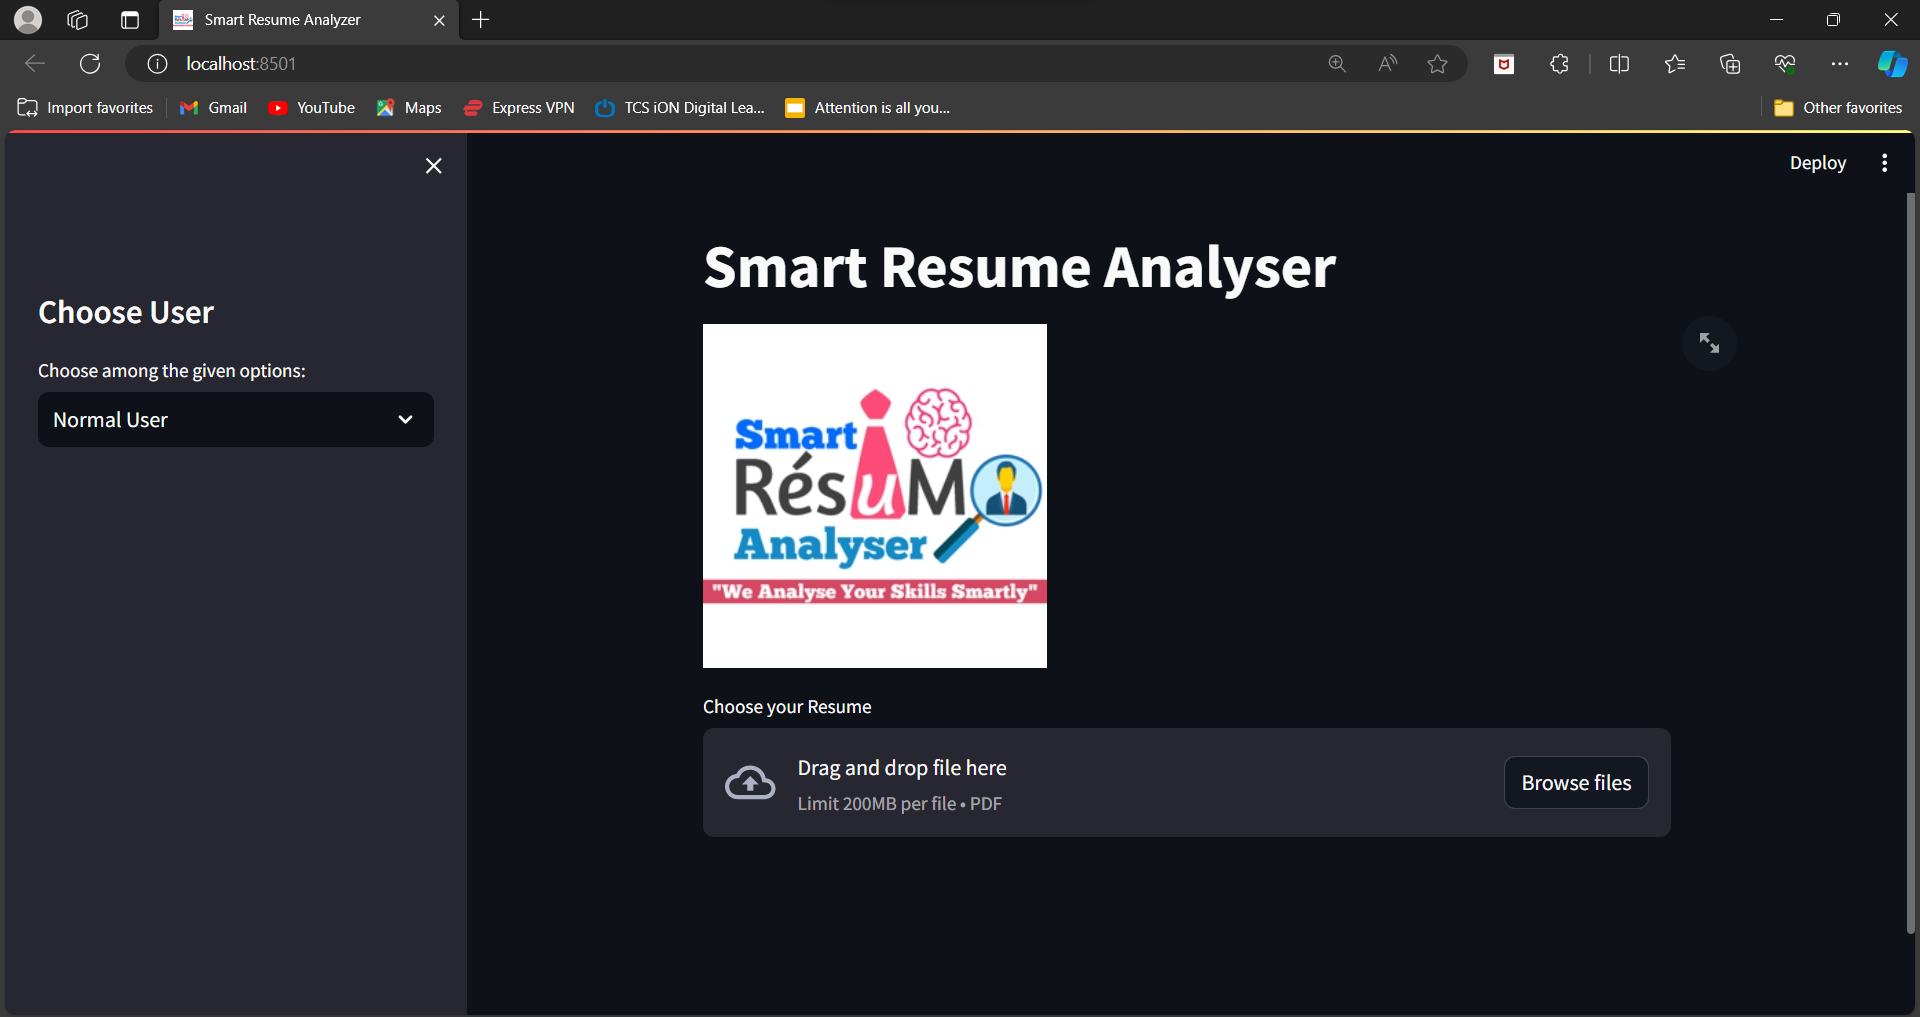 Smart Resume Analyzer
localhost:8501
Import favorites
Gmail
YouTube
Maps
Express VPN
TCS iON Digital Lea...
Attention is all you...
Other favorites
Deploy
Choose User
Choose among the given options:
Normal User
Smart Resume Analyser
Smart
RésuM
Analyser
"We Analyse Your Skills Smartly"
Choose your Resume
Drag and drop file here
Limit 200MB per file • PDF
Browse files